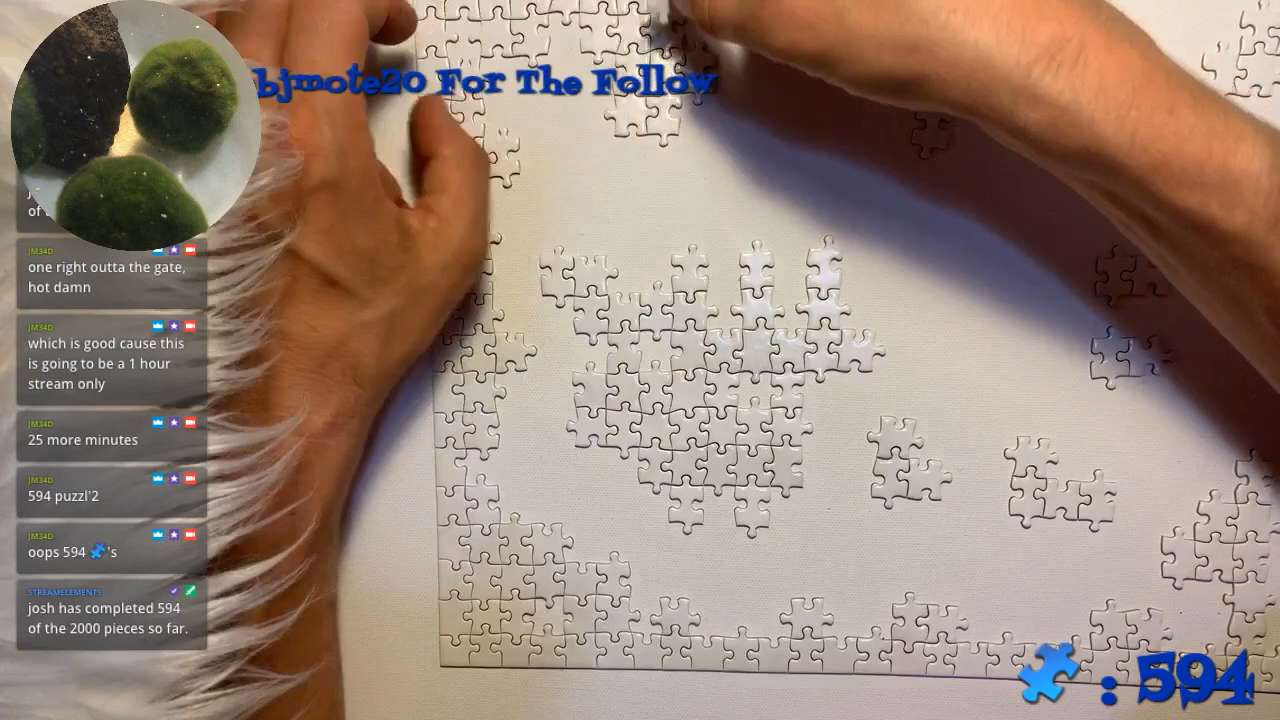 bjmote20 For The Follow
JM34D
one right outta the gate,
hot damn
JM34D
which is good cause this
is going to be a 1 hour
stream only
JM34D
25 more minutes
JM34D
594 puzzl'2
JM34D
oops 594 's
STREAMELEMENTS
josh has completed 594
of the 2000 pieces so far.
: 594